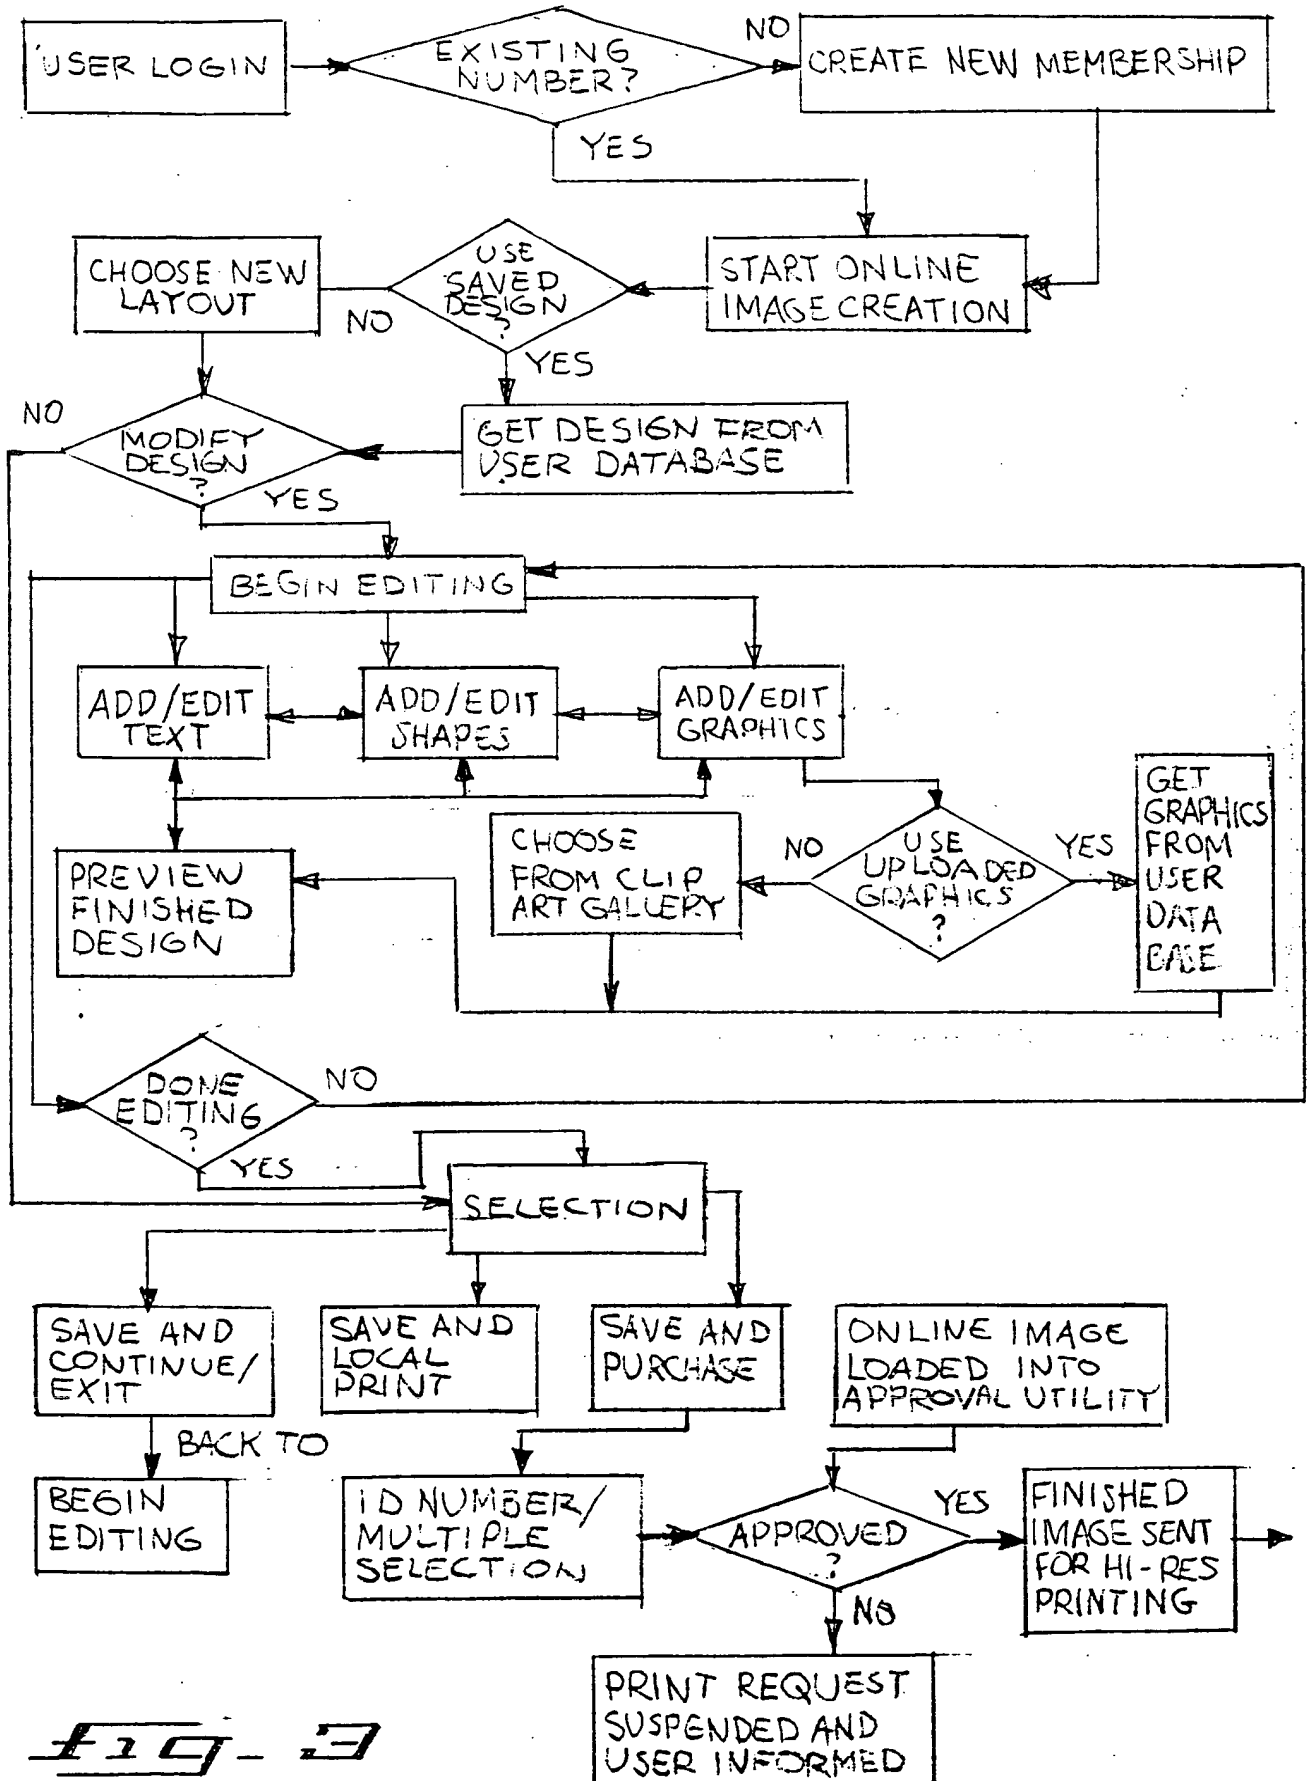 USER LOGIN
EXISTING
NUMBER?
NO
CREATE NEW MEMBERSHIP
YES
CHOOSE NEW
LAYOUT
USE
SAVED
DESIGN
?
NO
YES
START ONLINE
IMAGE CREATION
NO
MODIFY
DESIGN
?
YES
GET DESIGN FROM
USER DATABASE
BEGIN EDITING
ADD/EDIT
TEXT
ADD/EDIT
SHAPES
ADD/EDIT
GRAPHICS
PREVIEW
FINISHED
DESIGN
CHOOSE
FROM CLIP
ART GALLERY
NO
USE
UPLOADED
GRAPHICS
?
YES
GET
GRAPHICS
FROM
USER
DATA
BASE
DONE
EDITING
?
NO
YES
SELECTION
SAVE AND
CONTINUE/
EXIT
SAVE AND
LOCAL
PRINT
SAVE AND
PURCHASE
ONLINE IMAGE
LOADED INTO
APPROVAL UTILITY
BACK TO
BEGIN
EDITING
ID NUMBER/
MULTIPLE
SELECTION
APPROVED
?
YES
NO
FINISHED
IMAGE SENT
FOR HI-RES
PRINTING
PRINT REQUEST
SUSPENDED AND
USER INFORMED
fig. 3